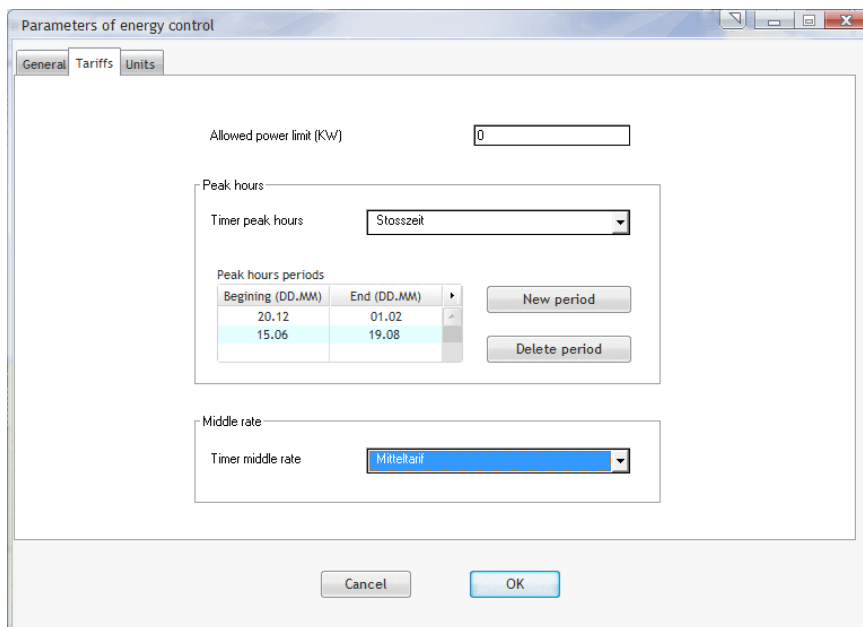 Parameters of energy control
General Tariffs Units
Allowed power limit (KW) 0
Peak hours
Timer peak hours Stosszeit
Peak hours periods
Begining (DD.MM) End (DD.MM)
20.12 01.02
15.06 19.08
New period
Delete period
Middle rate
Timer middle rate Mitteltarif
Cancel OK